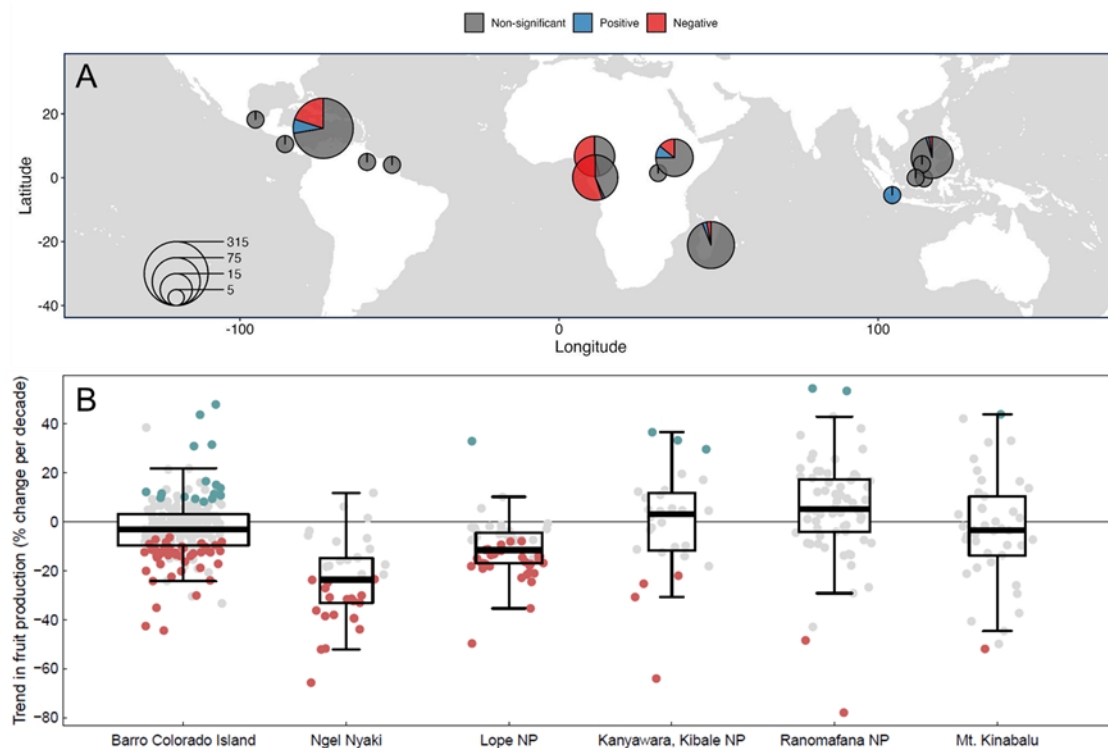 Non-significant Positive Negative
A
20
0
-20
-40
Latitude
315
75
15
5
-100 0 100
Longitude
B
Trend in fruit production (% change per decade)
40
20
0
−20
−40
−60
−80
Barro Colorado Island Ngel Nyaki Lope NP Kanyawara, Kibale NP Ranomafana NP Mt. Kinabalu